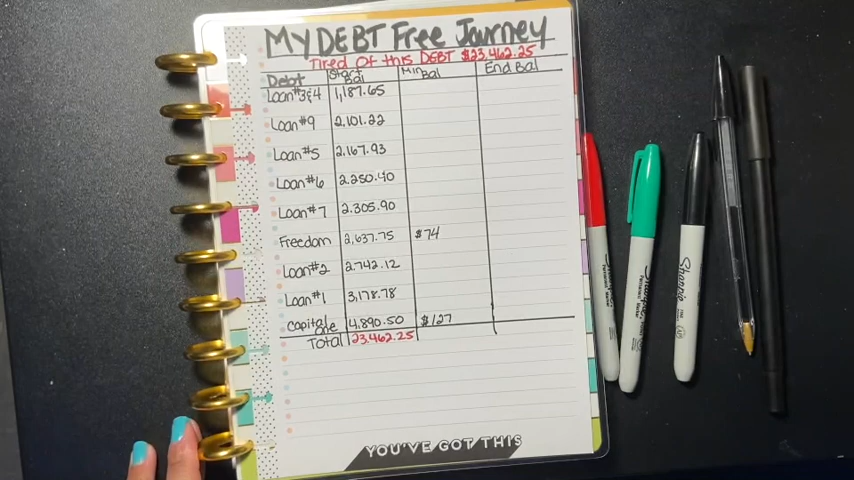 MY DEBT Free Journey
Tired of this DEBT $23,462.25
Debt Start Bal Min Bal End Bal
Loan#3&4 1,187.65
Loan#9 2,101.22
Loan#5 2,167.93
Loan#6 2,250.40
Loan#7 2,305.90
Freedom 2,637.75 $74
Loan#2 2,742.12
Loan#1 3,178.78
Capital one 4,890.50 $127
Total 23,462.25
YOU'VE GOT THIS
Sharpie
Sharpie